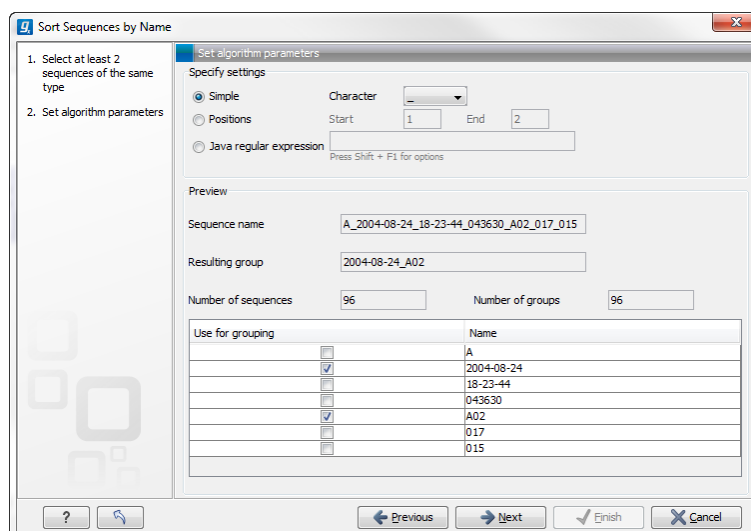 Sort Sequences by Name
1. Select at least 2
sequences of the same
type
2. Set algorithm parameters
Set algorithm parameters
Specify settings
Simple Character _
Positions Start 1 End 2
Java regular expression
Press Shift + F1 for options
Preview
Sequence name A_2004-08-24_18-23-44_043630_A02_017_015
Resulting group 2004-08-24_A02
Number of sequences 96 Number of groups 96
Use for grouping Name
A
2004-08-24
18-23-44
043630
A02
017
015
? Previous Next Finish Cancel